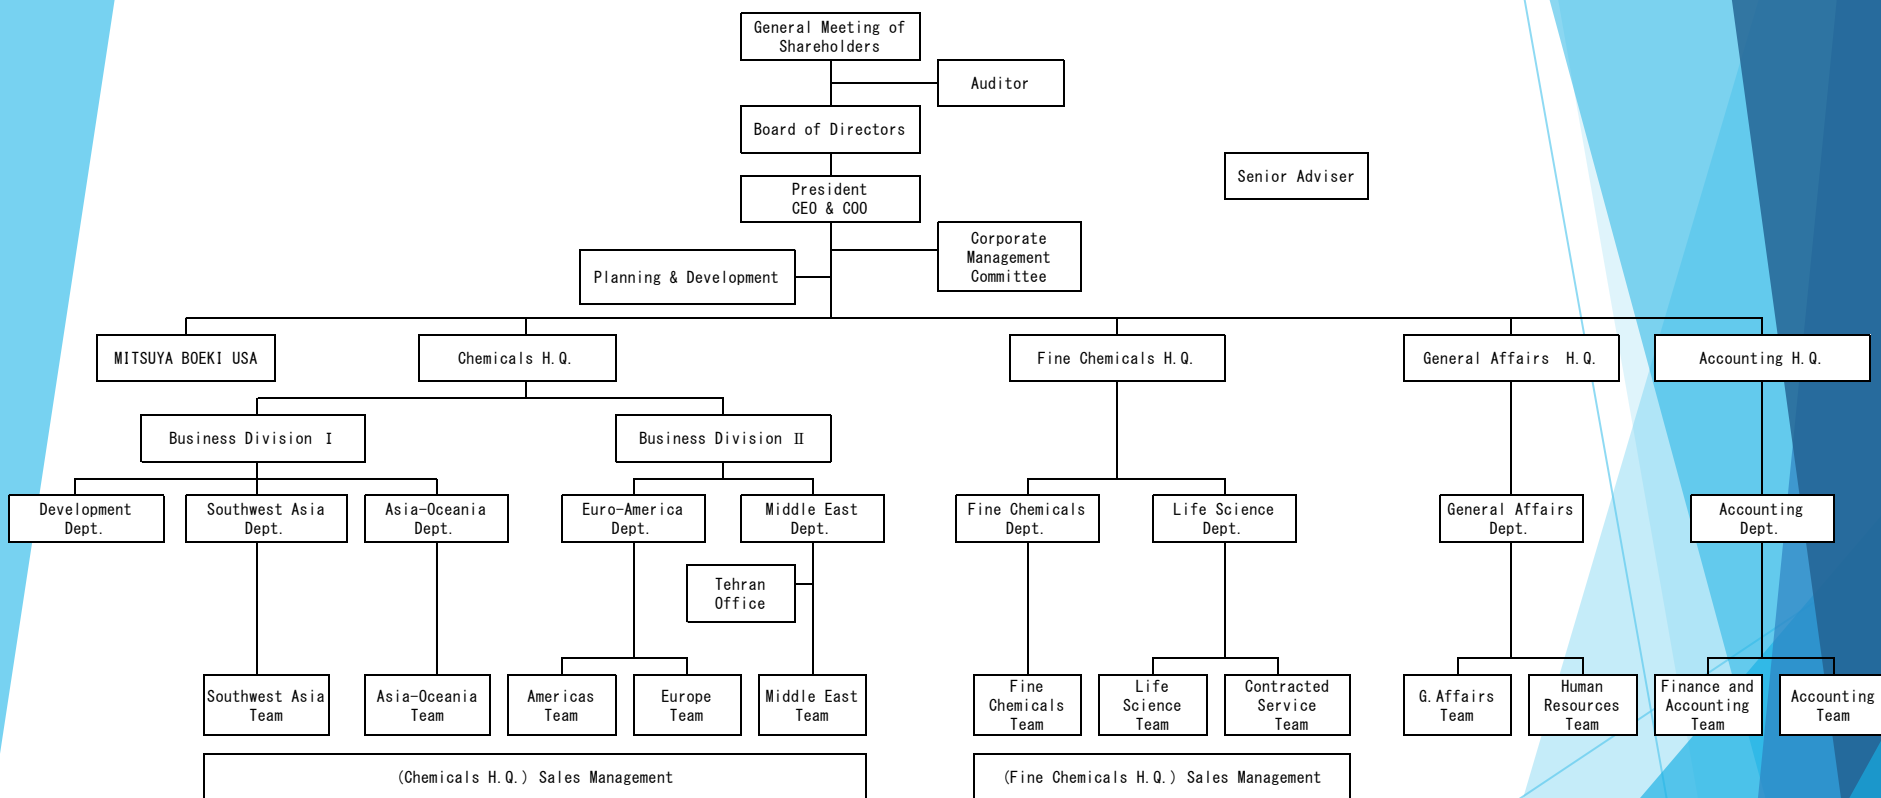 General Meeting of
Shareholders
Auditor
Board of Directors
Senior Adviser
President
CEO & COO
Corporate
Management
Committee
Planning & Development
MITSUYA BOEKI USA
Chemicals H.Q.
Fine Chemicals H.Q.
General Affairs H.Q.
Accounting H.Q.
Business Division Ⅰ
Business Division Ⅱ
Development
Dept.
Southwest Asia
Dept.
Asia-Oceania
Dept.
Euro-America
Dept.
Middle East
Dept.
Fine Chemicals
Dept.
Life Science
Dept.
General Affairs
Dept.
Accounting
Dept.
Tehran
Office
Southwest Asia
Team
Asia-Oceania
Team
Americas
Team
Europe
Team
Middle East
Team
Fine
Chemicals
Team
Life
Science
Team
Contracted
Service
Team
G.Affairs
Team
Human
Resources
Team
Finance and
Accounting
Team
Accounting
Team
(Chemicals H.Q.) Sales Management
(Fine Chemicals H.Q.) Sales Management